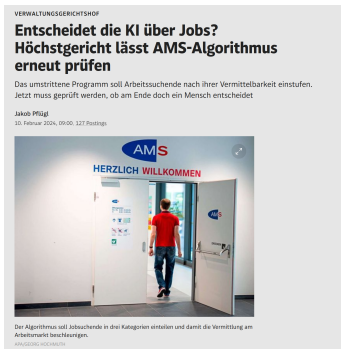 VERWALTUNGSGERICHTSHOF
Entscheidet die KI über Jobs?
Höchstgericht lässt AMS-Algorithmus
erneut prüfen
Das umstrittene Programm soll Arbeitssuchende nach ihrer Vermittelbarkeit einstufen.
Jetzt muss geprüft werden, ob am Ende doch ein Mensch entscheidet
Jakob Pflügl
10. Februar 2024, 09:00. 127 Postings
AMS
HERZLICH WILLKOMMEN
AMS
Der Algorithmus soll Jobsuchende in drei Kategorien einteilen und damit die Vermittlung am
Arbeitsmarkt beschleunigen.